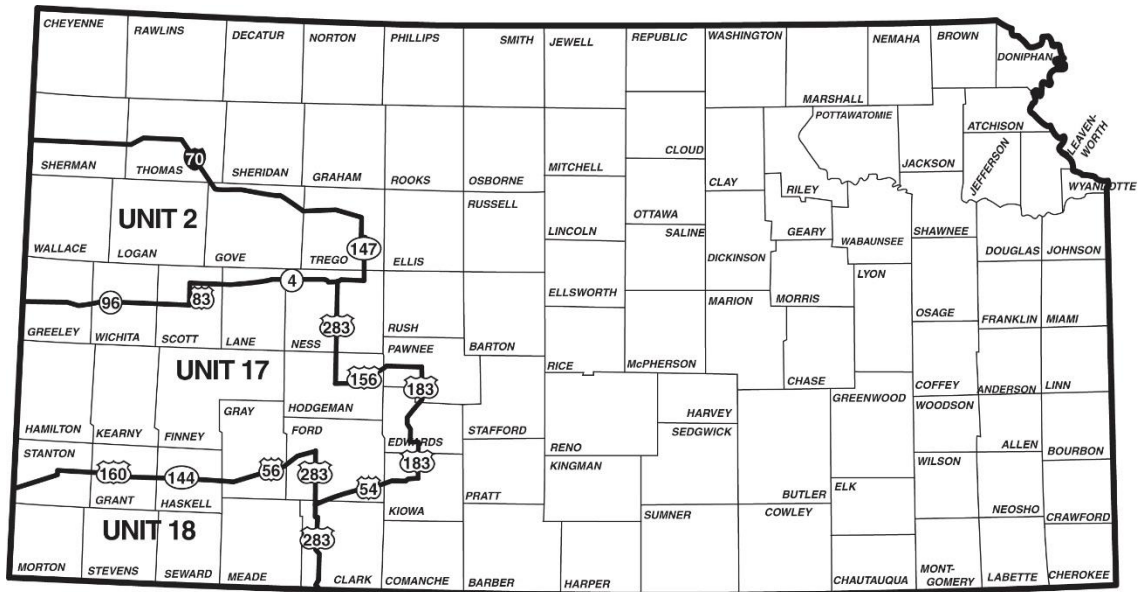 CHEYENNE
RAWLINS
DECATUR
NORTON
PHILLIPS
SMITH
JEWELL
REPUBLIC
WASHINGTON
NEMAHA
BROWN
DONIPHAN
MARSHALL
POTTAWATOMIE
ATCHISON
LEAVEN-
WORTH
SHERMAN
THOMAS
70
SHERIDAN
GRAHAM
ROOKS
OSBORNE
MITCHELL
CLOUD
CLAY
RILEY
JACKSON
JEFFERSON
WYANDOTTE
UNIT 2
RUSSELL
LINCOLN
OTTAWA
SALINE
GEARY
WABAUNSEE
SHAWNEE
DOUGLAS
JOHNSON
WALLACE
LOGAN
GOVE
TREGO
147
ELLIS
DICKINSON
ELLSWORTH
MARION
MORRIS
LYON
96
83
4
283
OSAGE
FRANKLIN
MIAMI
GREELEY
WICHITA
SCOTT
LANE
NESS
RUSH
PAWNEE
BARTON
RICE
McPHERSON
CHASE
COFFEY
ANDERSON
LINN
UNIT 17
156
183
GREENWOOD
WOODSON
HAMILTON
KEARNY
FINNEY
GRAY
HODGEMAN
FORD
EDWARDS
STAFFORD
RENO
HARVEY
SEDGWICK
ALLEN
BOURBON
STANTON
160
144
56
283
54
183
KINGMAN
WILSON
GRANT
HASKELL
KIOWA
PRATT
BUTLER
ELK
COWLEY
NEOSHO
CRAWFORD
UNIT 18
283
SUMNER
MORTON
STEVENS
SEWARD
MEADE
CLARK
COMANCHE
BARBER
HARPER
CHAUTAUQUA
MONT-
GOMERY
LABETTE
CHEROKEE